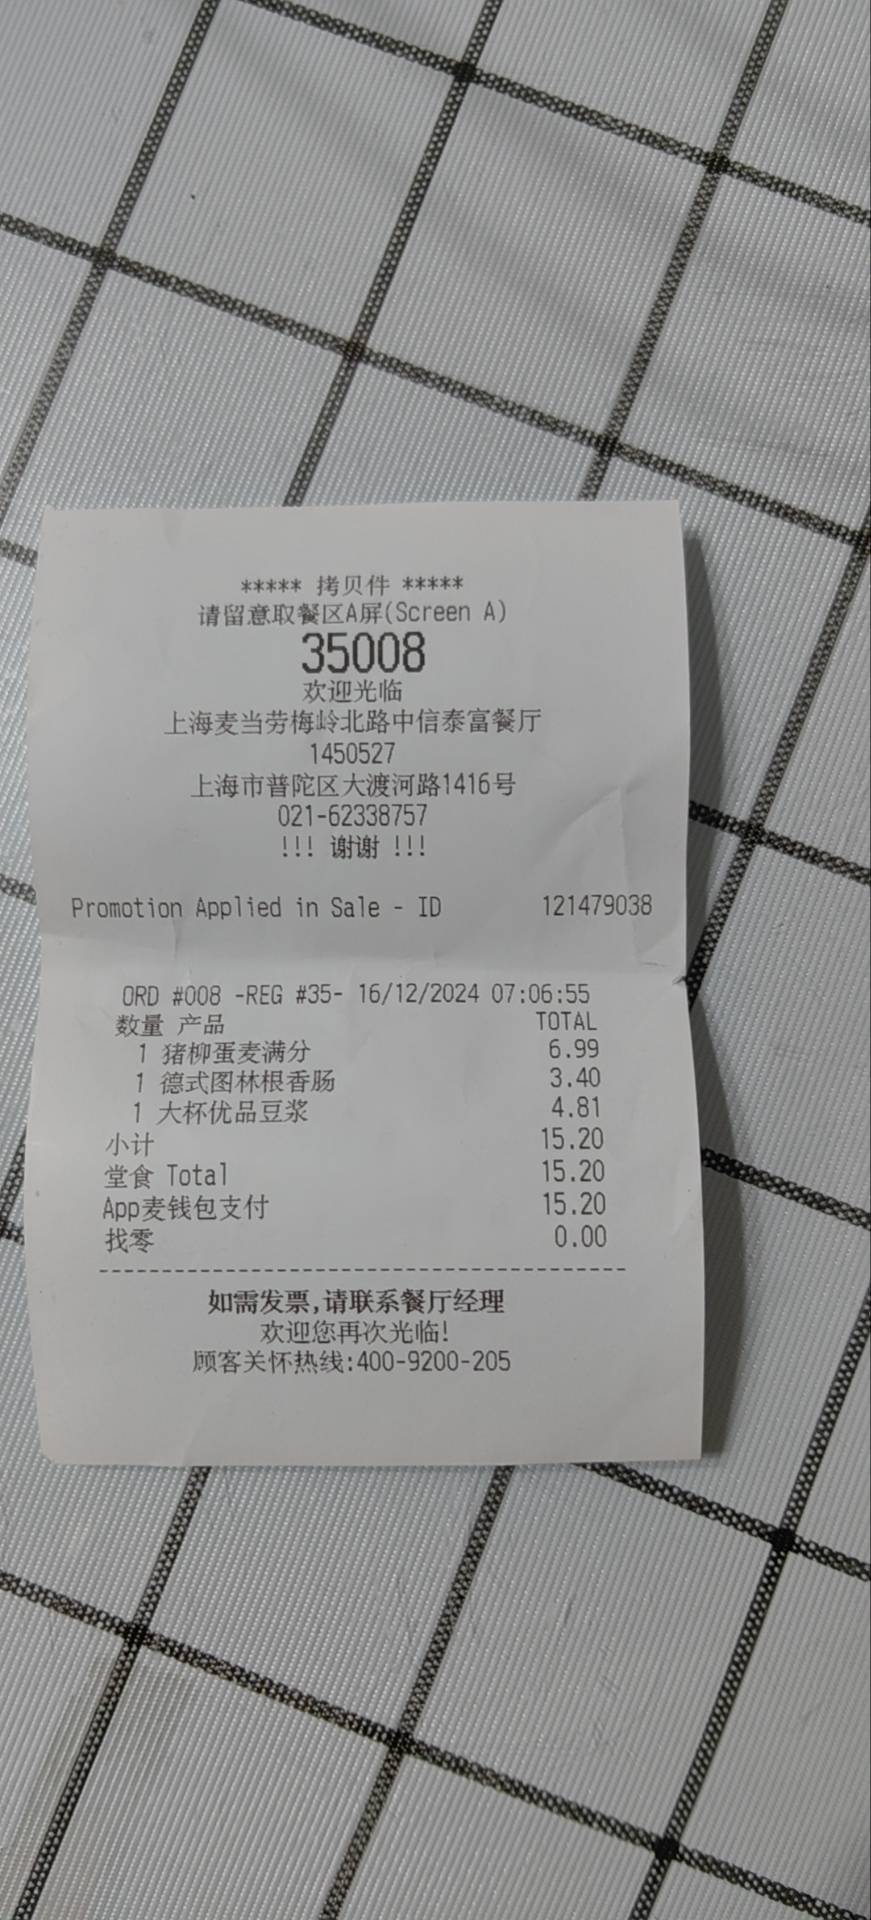 ***** 拷贝件 *****
请留意取餐区A屏(Screen A)
35008
欢迎光临
上海麦当劳梅岭北路中信泰富餐厅
1450527
上海市普陀区大渡河路1416号
021-62338757
!!! 谢谢 !!!
Promotion Applied in Sale - ID 121479038
ORD #008 -REG #35- 16/12/2024 07:06:55
数量 产品 TOTAL
1 猪柳蛋麦满分 6.99
1 德式图林根香肠 3.40
1 大杯优品豆浆 4.81
小计 15.20
堂食 Total 15.20
App麦钱包支付 15.20
找零 0.00
如需发票,请联系餐厅经理
欢迎您再次光临!
顾客关怀热线:400-9200-205